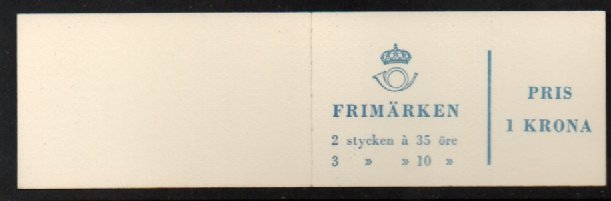 FRIMÄRKEN
2 stycken à 35 öre
3 » » 10 »
PRIS
1 KRONA